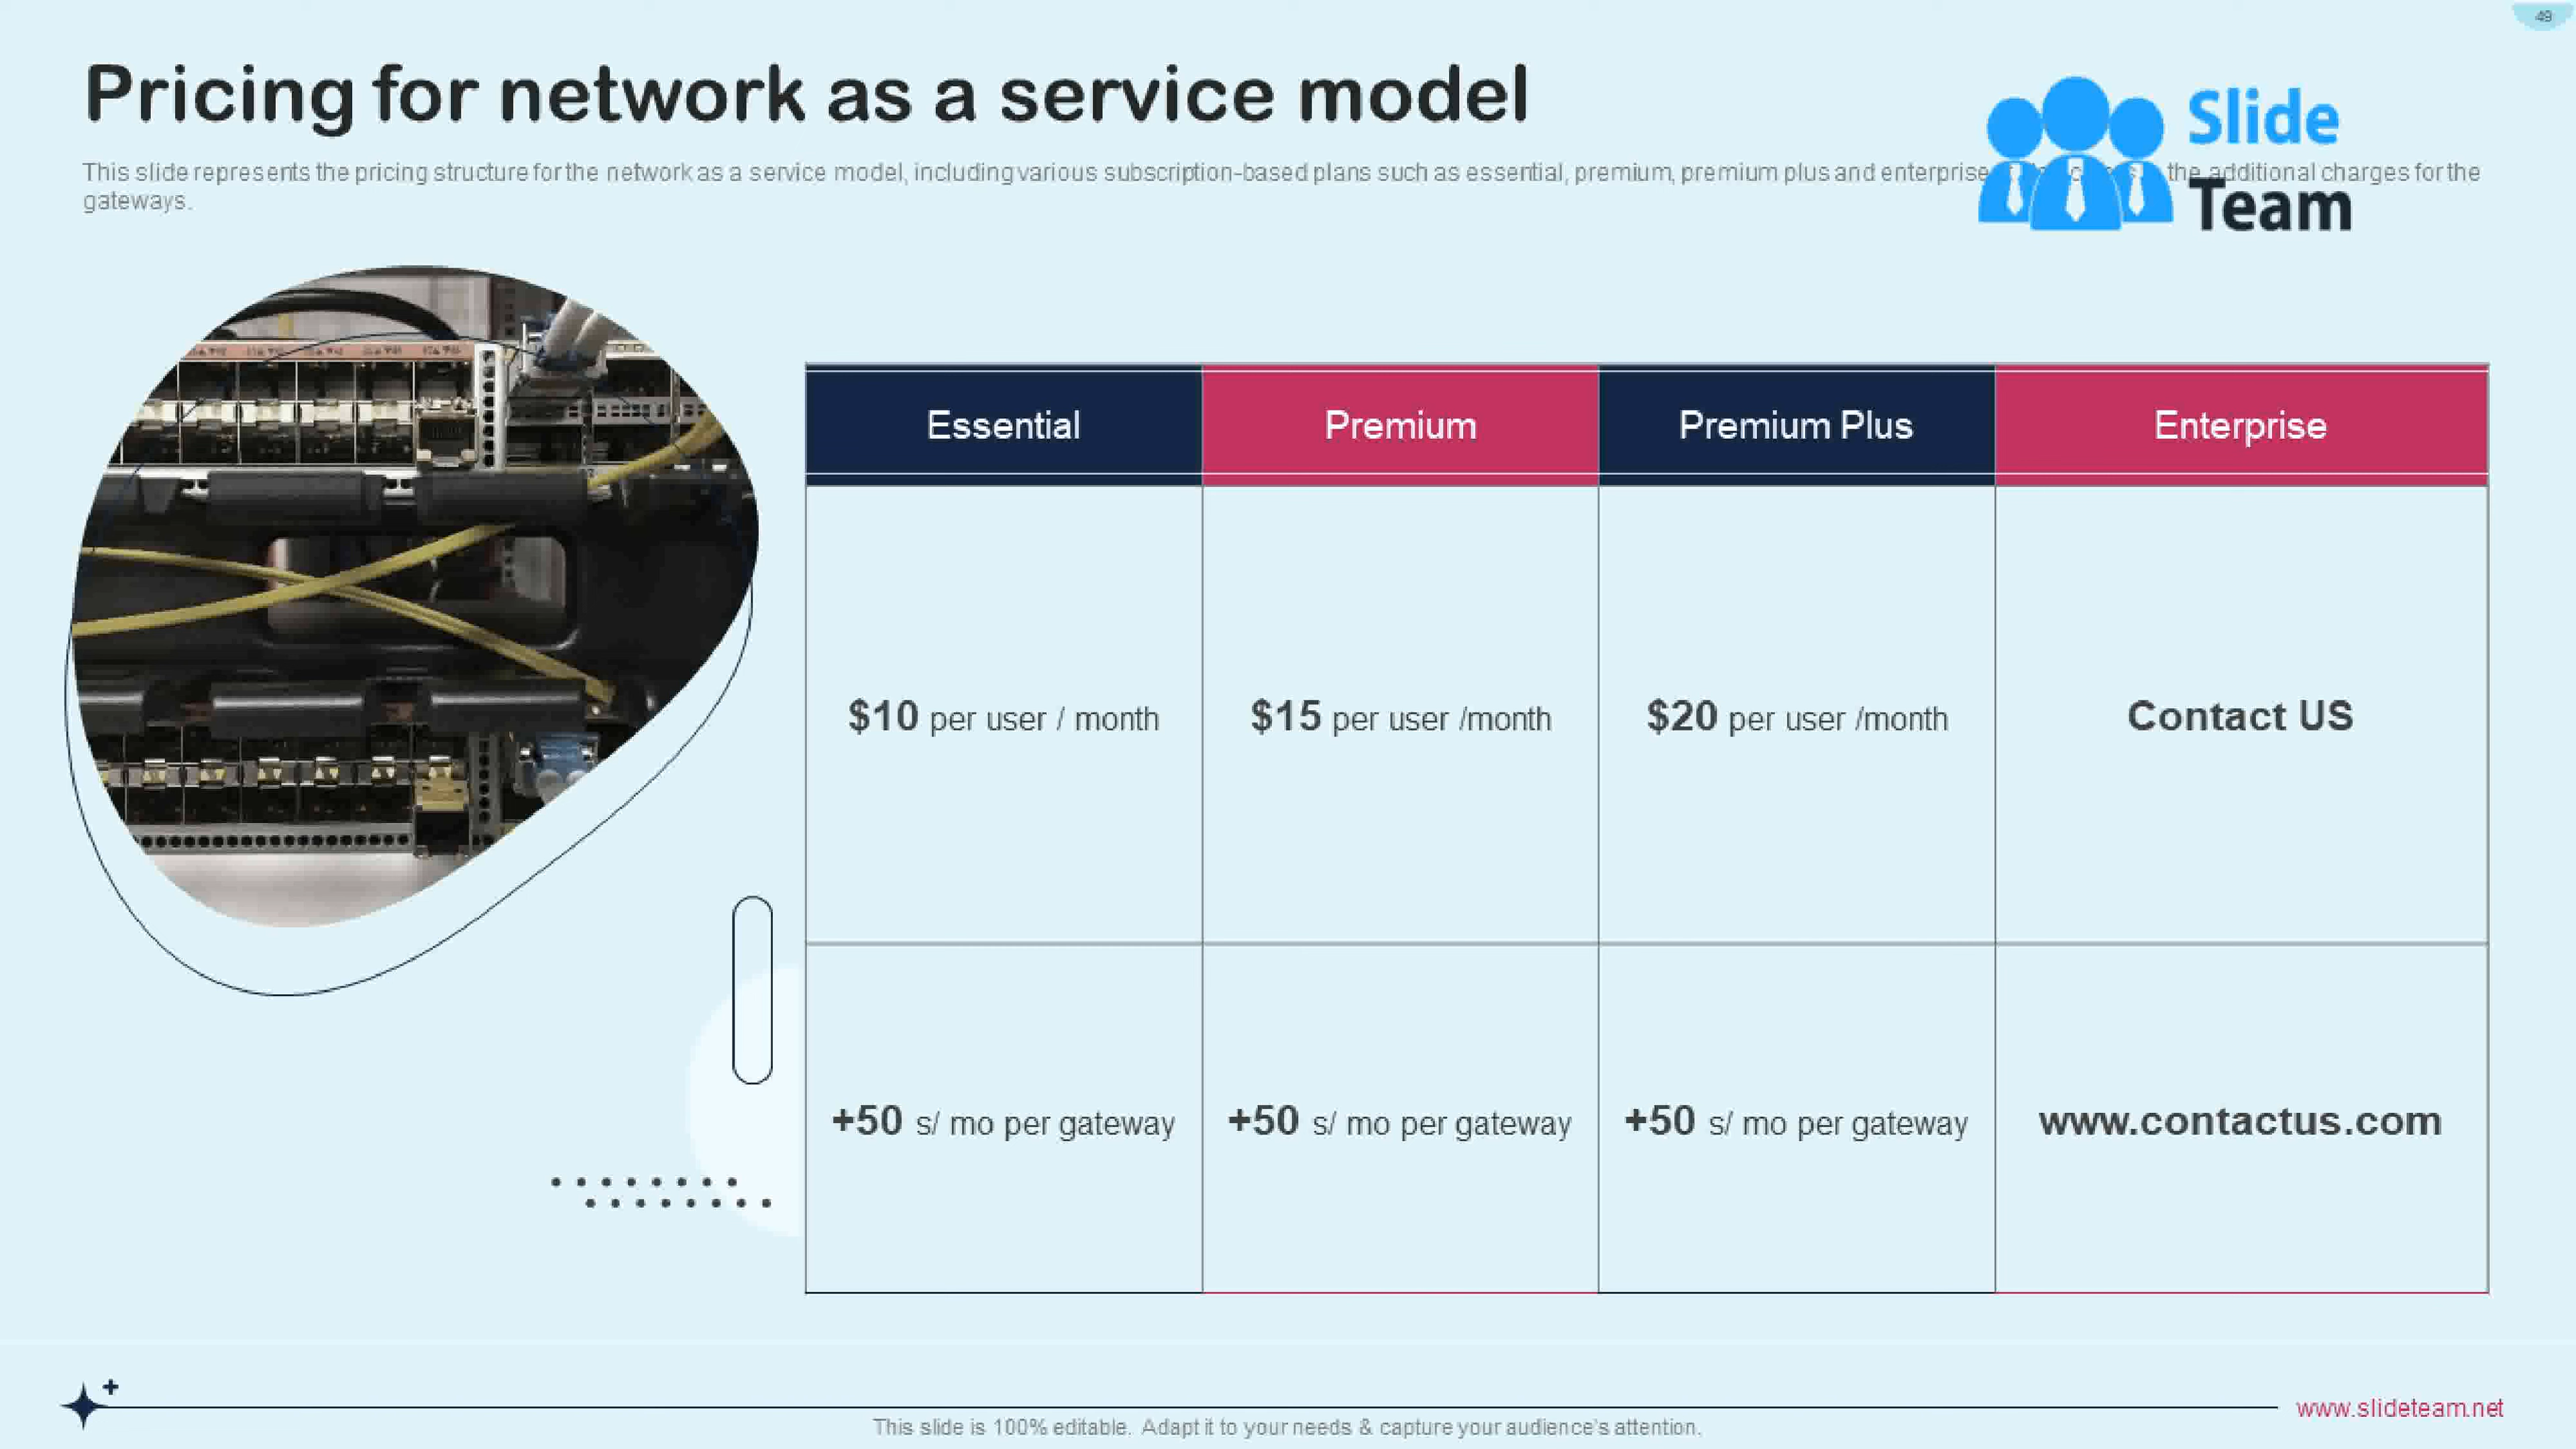 49
Pricing for network as a service model
Slide
Team
This slide represents the pricing structure for the network as a service model, including various subscription-based plans such as essential, premium, premium plus and enterprise the additional charges for the
gateways.
Essential Premium Premium Plus Enterprise
$10 per user / month $15 per user /month $20 per user /month Contact US
+50 s/ mo per gateway +50 s/ mo per gateway +50 s/ mo per gateway www.contactus.com
www.slideteam.net
This slide is 100% editable. Adapt it to your needs & capture your audience's attention.